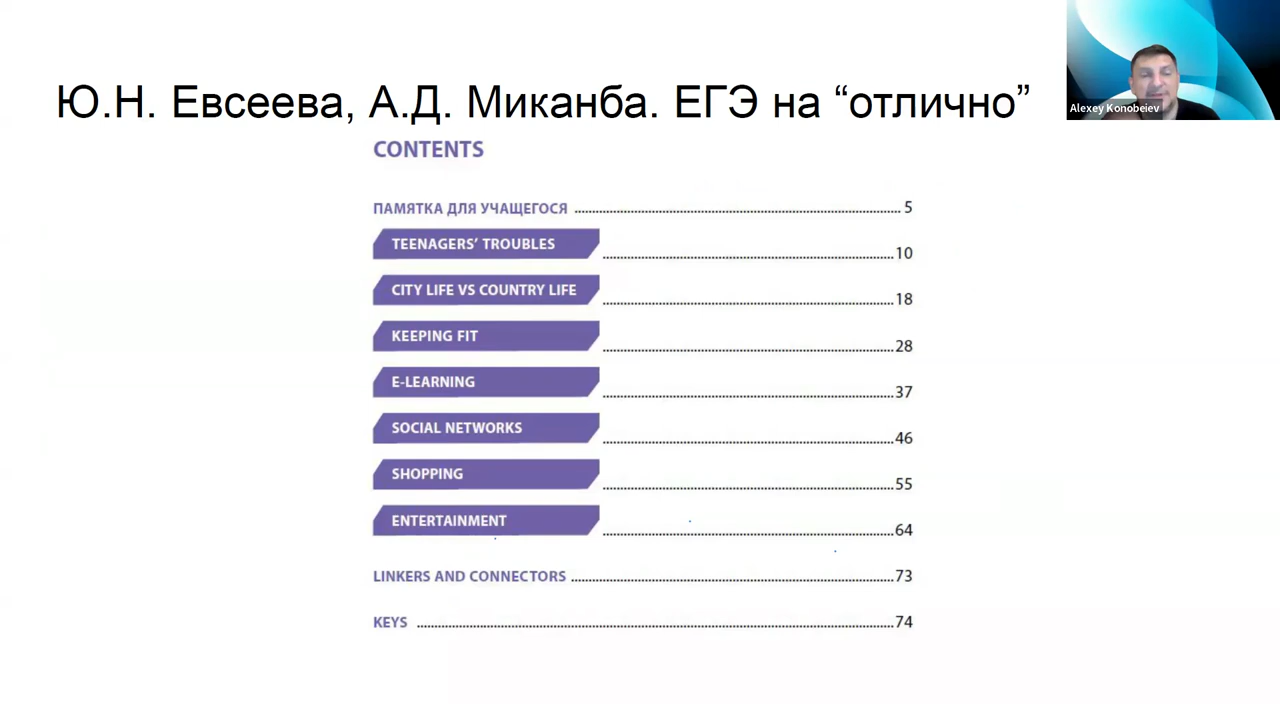 Ю.Н. Евсеева, А.Д. Миканба. ЕГЭ на “отлично”
Alexey Konobeiev
CONTENTS
ПАМЯТКА ДЛЯ УЧАЩЕГОСЯ 5
TEENAGERS’ TROUBLES 10
CITY LIFE VS COUNTRY LIFE 18
KEEPING FIT 28
E-LEARNING 37
SOCIAL NETWORKS 46
SHOPPING 55
ENTERTAINMENT 64
LINKERS AND CONNECTORS 73
KEYS 74